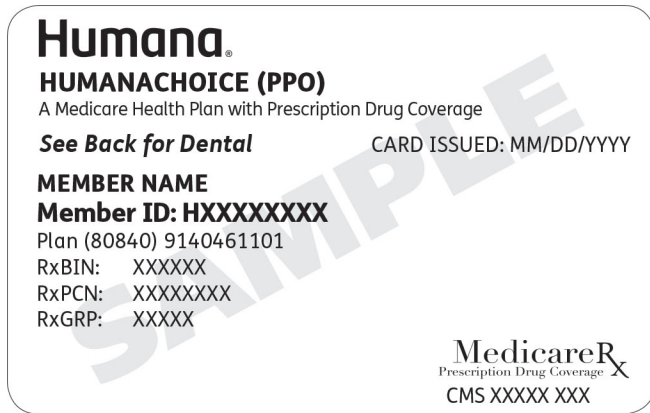 Humana®
HUMANACHOICE (PPO)
A Medicare Health Plan with Prescription Drug Coverage
See Back for Dental CARD ISSUED: MM/DD/YYYY
MEMBER NAME
Member ID: HXXXXXXXX
Plan (80840) 9140461101
RxBIN: XXXXXX
RxPCN: XXXXXXXX
RxGRP: XXXXX
SAMPLE
MedicareRx
Prescription Drug Coverage
CMS XXXXX XXX